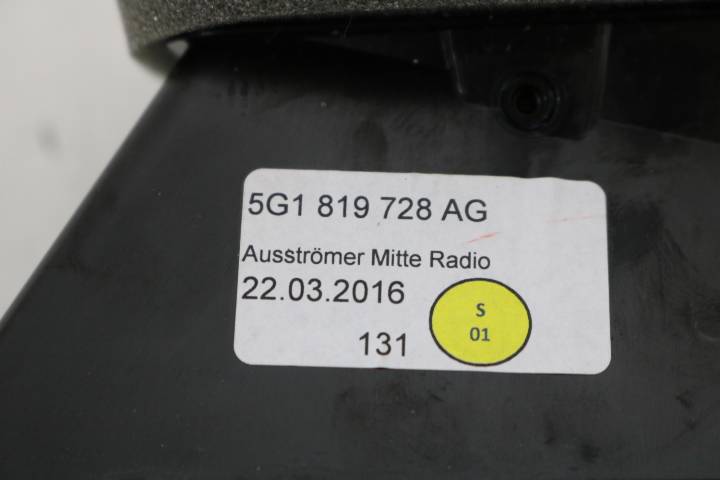 5G1 819 728 AG
Ausströmer Mitte Radio
22.03.2016
131
S
01